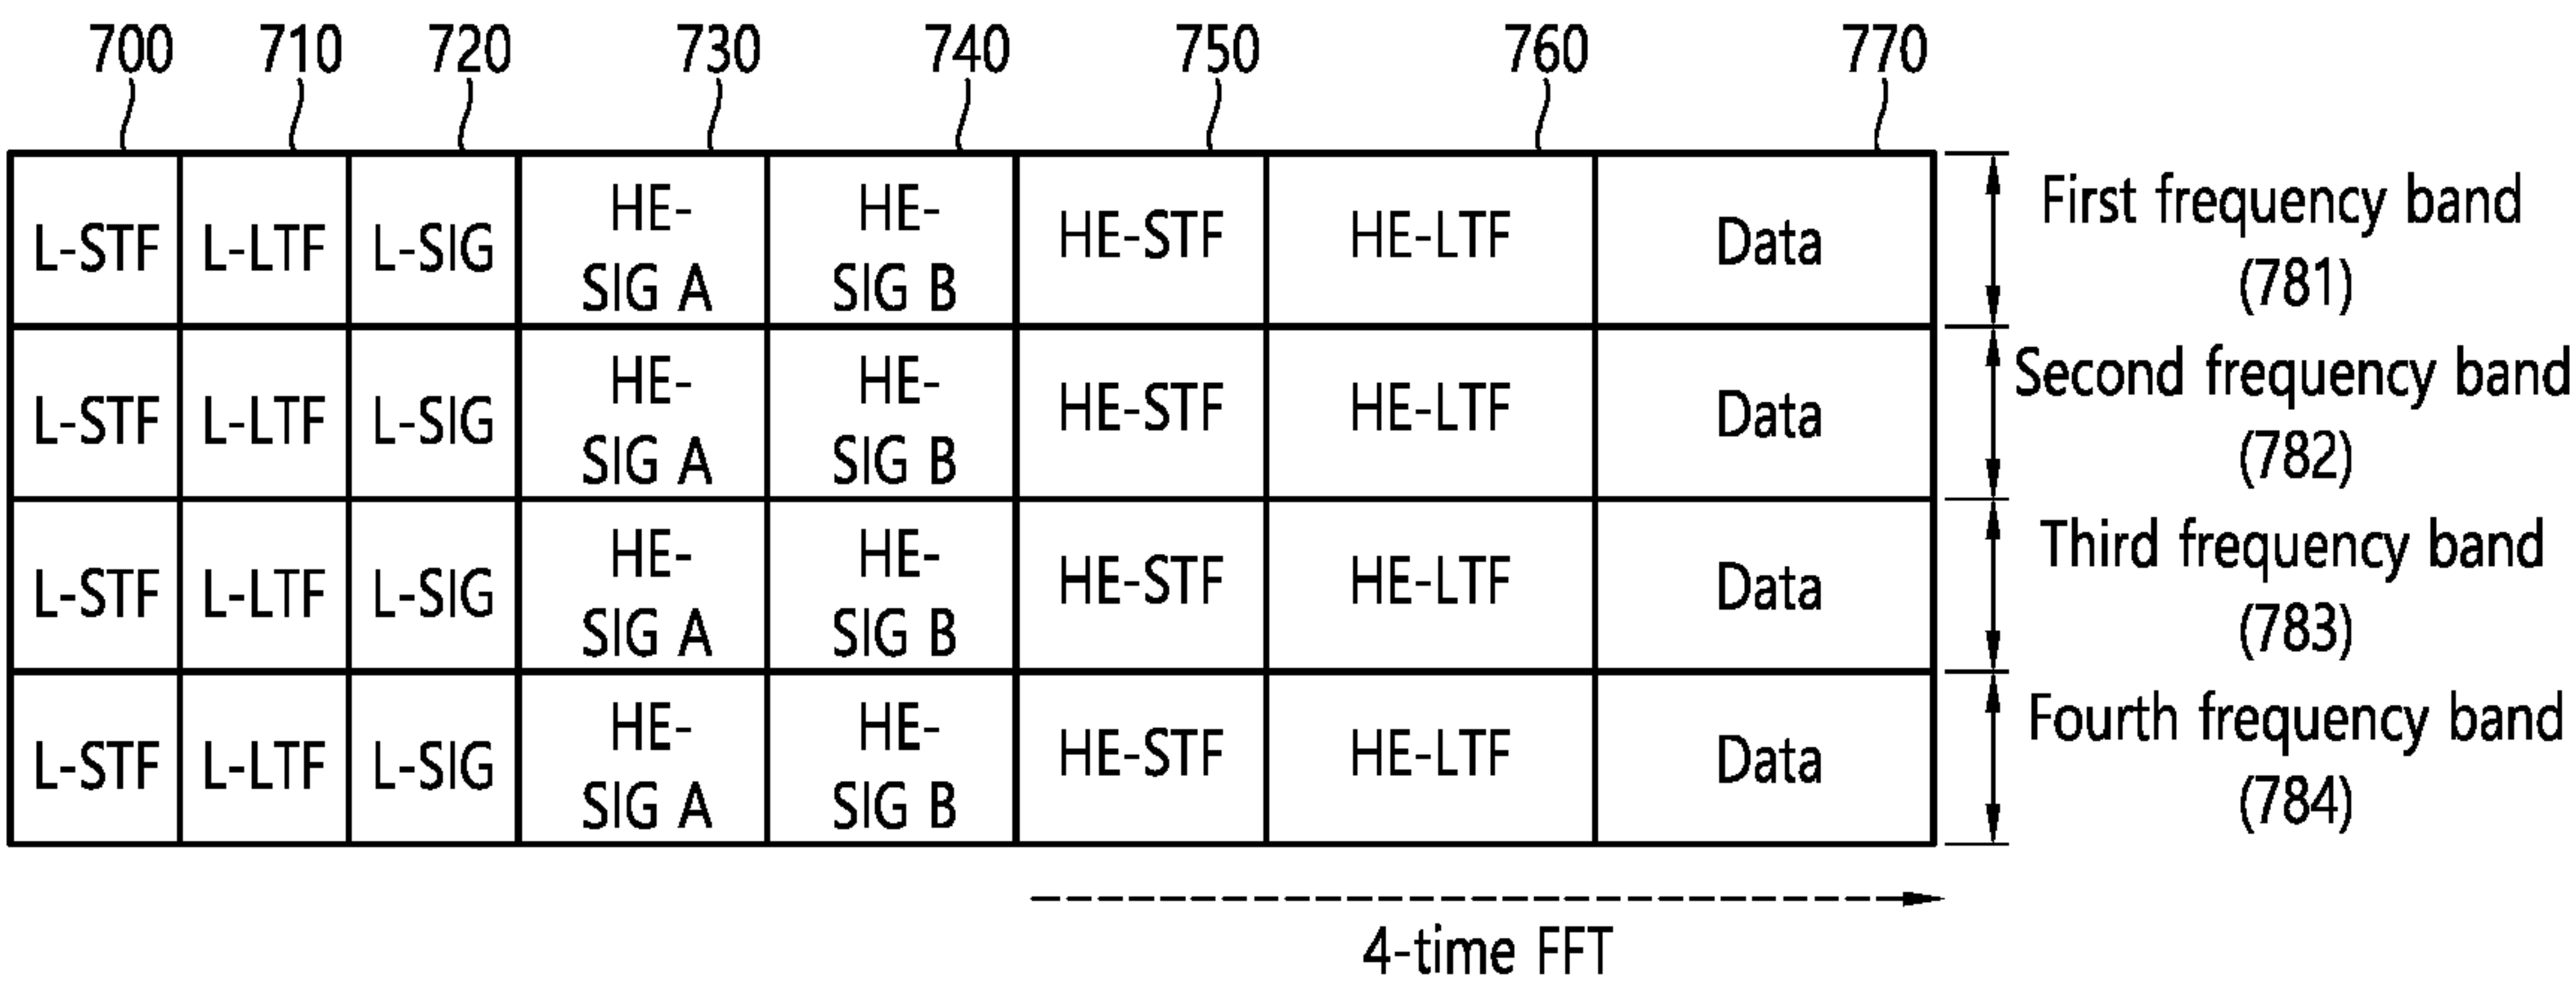 700 710 720 730 740 750 760 770
L-STF L-LTF L-SIG HE-SIG A HE-SIG B HE-STF HE-LTF Data First frequency band (781)
L-STF L-LTF L-SIG HE-SIG A HE-SIG B HE-STF HE-LTF Data Second frequency band (782)
L-STF L-LTF L-SIG HE-SIG A HE-SIG B HE-STF HE-LTF Data Third frequency band (783)
L-STF L-LTF L-SIG HE-SIG A HE-SIG B HE-STF HE-LTF Data Fourth frequency band (784)
4-time FFT